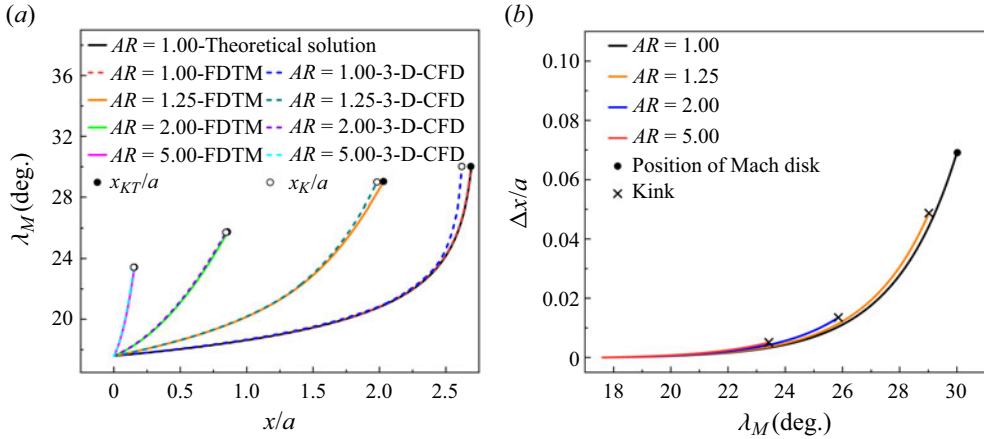 (a)
AR = 1.00-Theoretical solution
AR = 1.00-FDTM AR = 1.00-3-D-CFD
AR = 1.25-FDTM AR = 1.25-3-D-CFD
AR = 2.00-FDTM AR = 2.00-3-D-CFD
AR = 5.00-FDTM AR = 5.00-3-D-CFD
x_KT/a x_K/a
λ_M (deg.)
36
32
28
24
20
0 0.5 1.0 1.5 2.0 2.5
x/a
(b)
AR = 1.00
AR = 1.25
AR = 2.00
AR = 5.00
Position of Mach disk
Kink
Δx/a
0.10
0.08
0.06
0.04
0.02
0
18 20 22 24 26 28 30
λ_M (deg.)